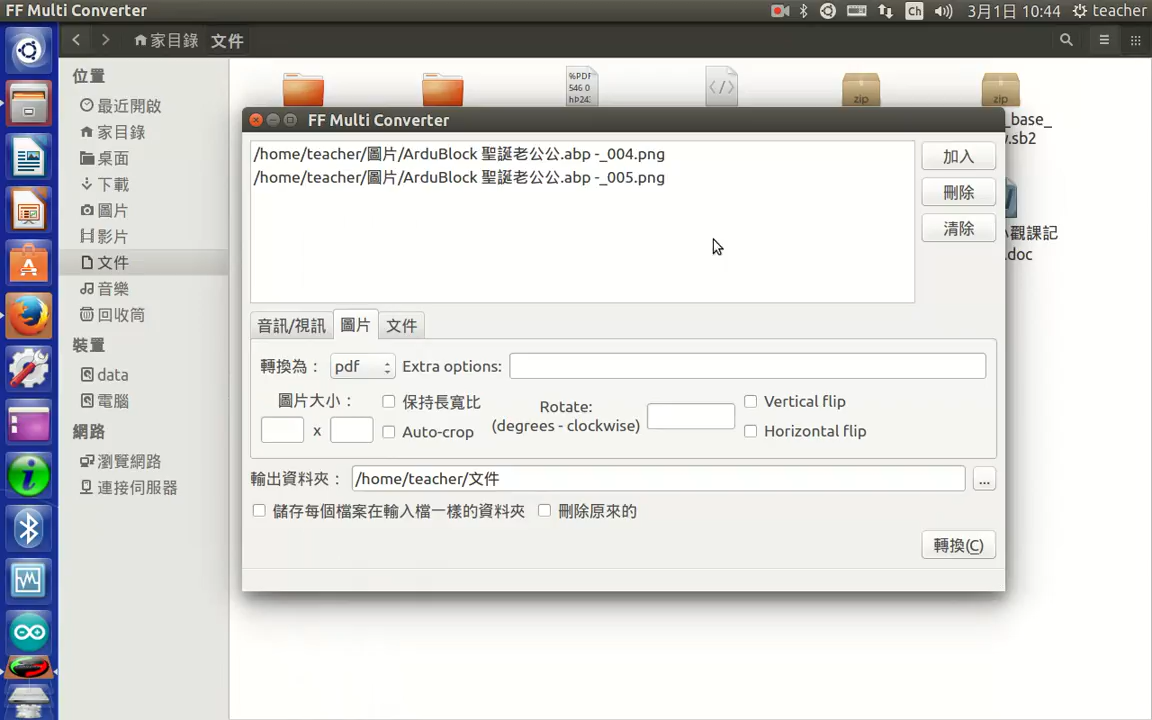 FF Multi Converter
Ch
3月1日 10:44
teacher
家目錄
文件
位置
最近開啟
家目錄
桌面
下載
圖片
影片
文件
音樂
回收筒
裝置
data
電腦
網路
瀏覽網路
連接伺服器
%PDF
546 0
zip
zip
_base_
.sb2
觀課記
.doc
FF Multi Converter
/home/teacher/圖片/ArduBlock 聖誕老公公.abp -_004.png
/home/teacher/圖片/ArduBlock 聖誕老公公.abp -_005.png
加入
刪除
清除
音訊/視訊
圖片
文件
轉換為：
pdf
Extra options:
圖片大小：
x
保持長寬比
Auto-crop
Rotate:
(degrees - clockwise)
Vertical flip
Horizontal flip
輸出資料夾：
/home/teacher/文件
...
儲存每個檔案在輸入檔一樣的資料夾
刪除原來的
轉換(C)